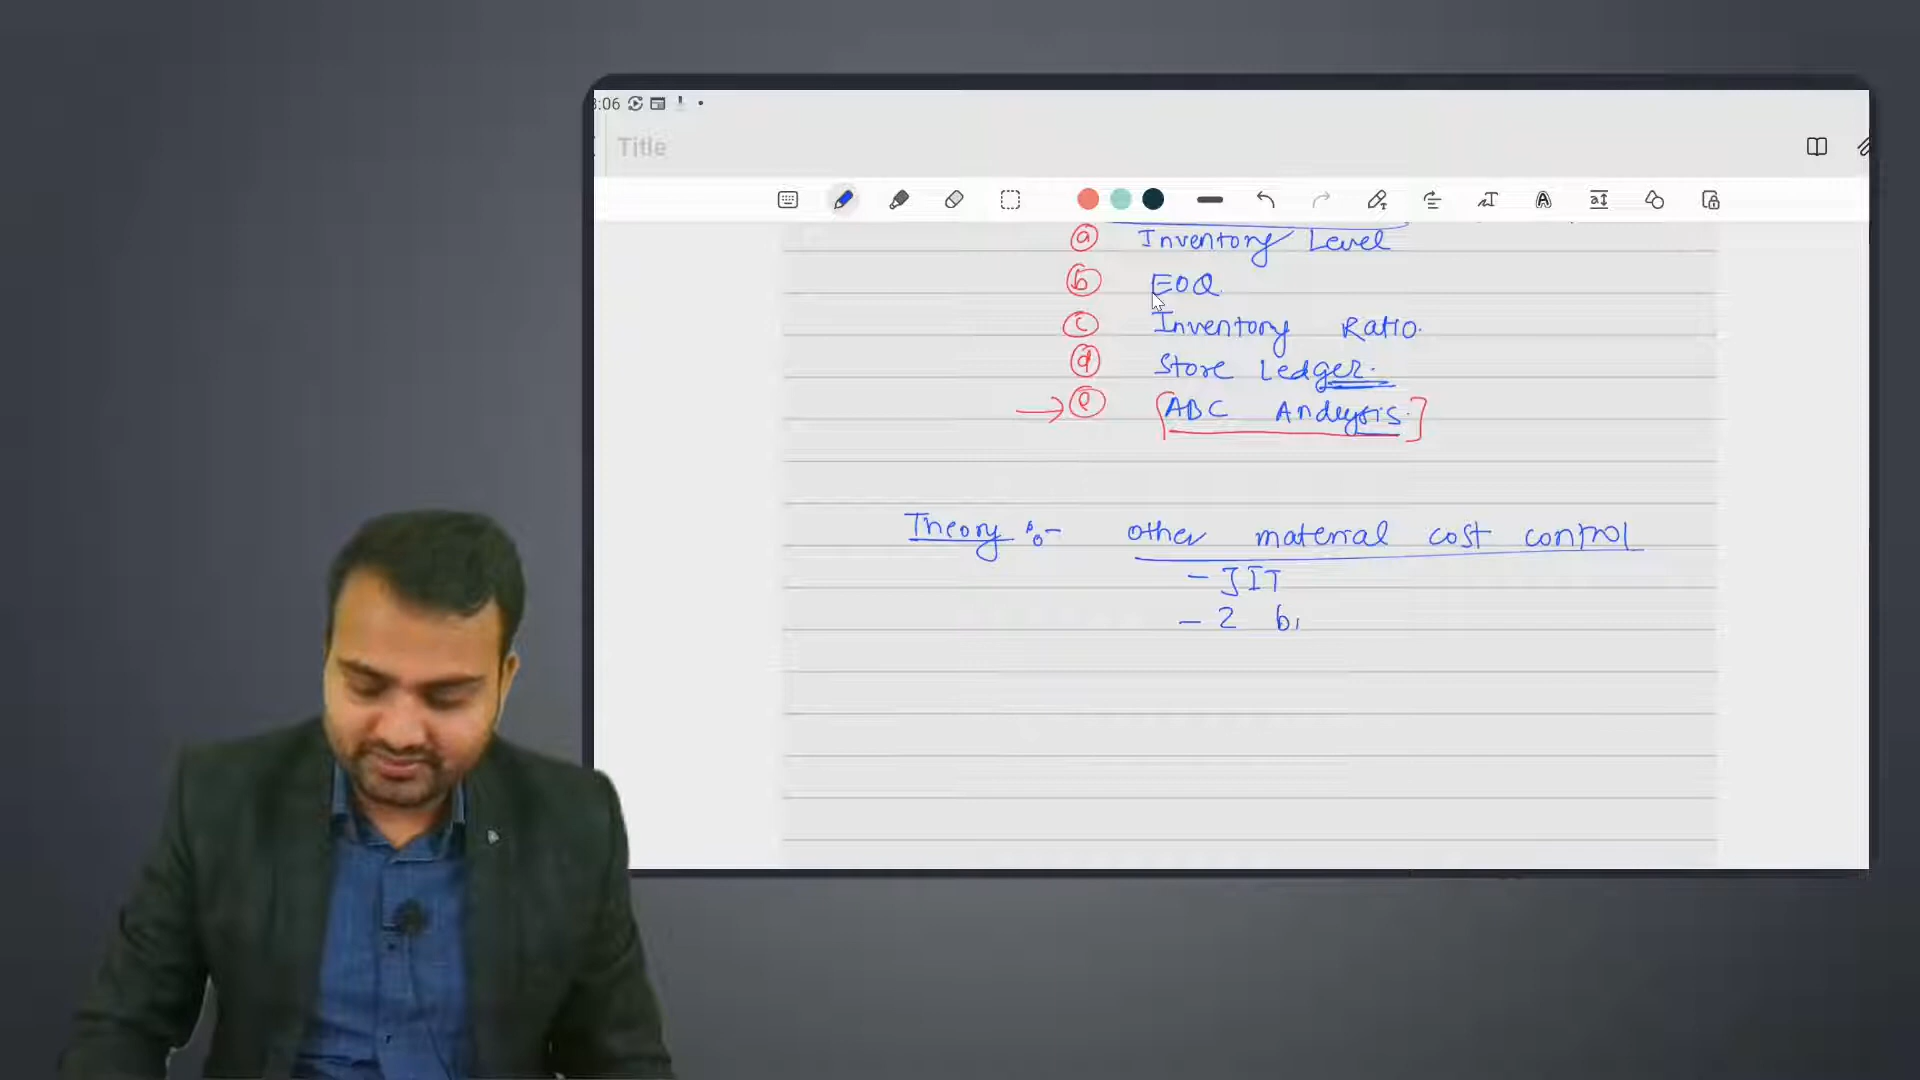 3:06
Title
a Inventory Level
b EOQ.
c Inventory Ratio.
d Store Ledger.
→ e [ABC Analysis.]
Theory :- other material cost control
- JIT
- 2 bi